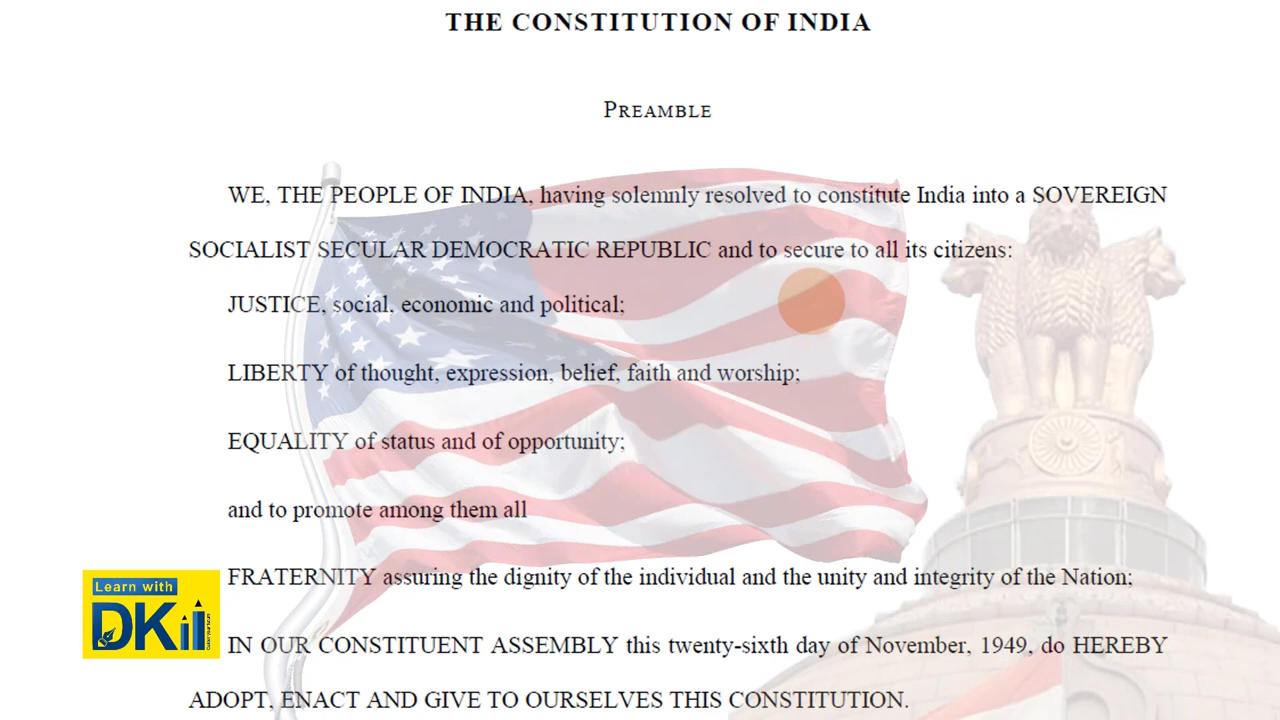 THE CONSTITUTION OF INDIA
PREAMBLE
WE, THE PEOPLE OF INDIA, having solemnly resolved to constitute India into a SOVEREIGN
SOCIALIST SECULAR DEMOCRATIC REPUBLIC and to secure to all its citizens:
JUSTICE, social, economic and political;
LIBERTY of thought, expression, belief, faith and worship;
EQUALITY of status and of opportunity;
and to promote among them all
FRATERNITY assuring the dignity of the individual and the unity and integrity of the Nation;
IN OUR CONSTITUENT ASSEMBLY this twenty-sixth day of November, 1949, do HEREBY
ADOPT, ENACT AND GIVE TO OURSELVES THIS CONSTITUTION.
Learn with
DK